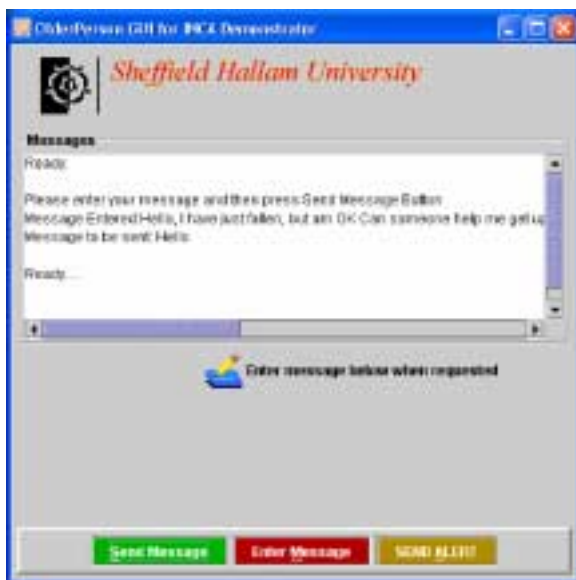 OlderPerson GUI for IMCA Demonstrator
Sheffield Hallam University
Messages
Ready
Please enter your message and then press Send Message Button
Message Entered Hello, I have just fallen, but am OK Can someone help me get up
Message to be sent Hello
Ready...
Enter message below when requested
Send Message
Enter Message
SEND ALERT